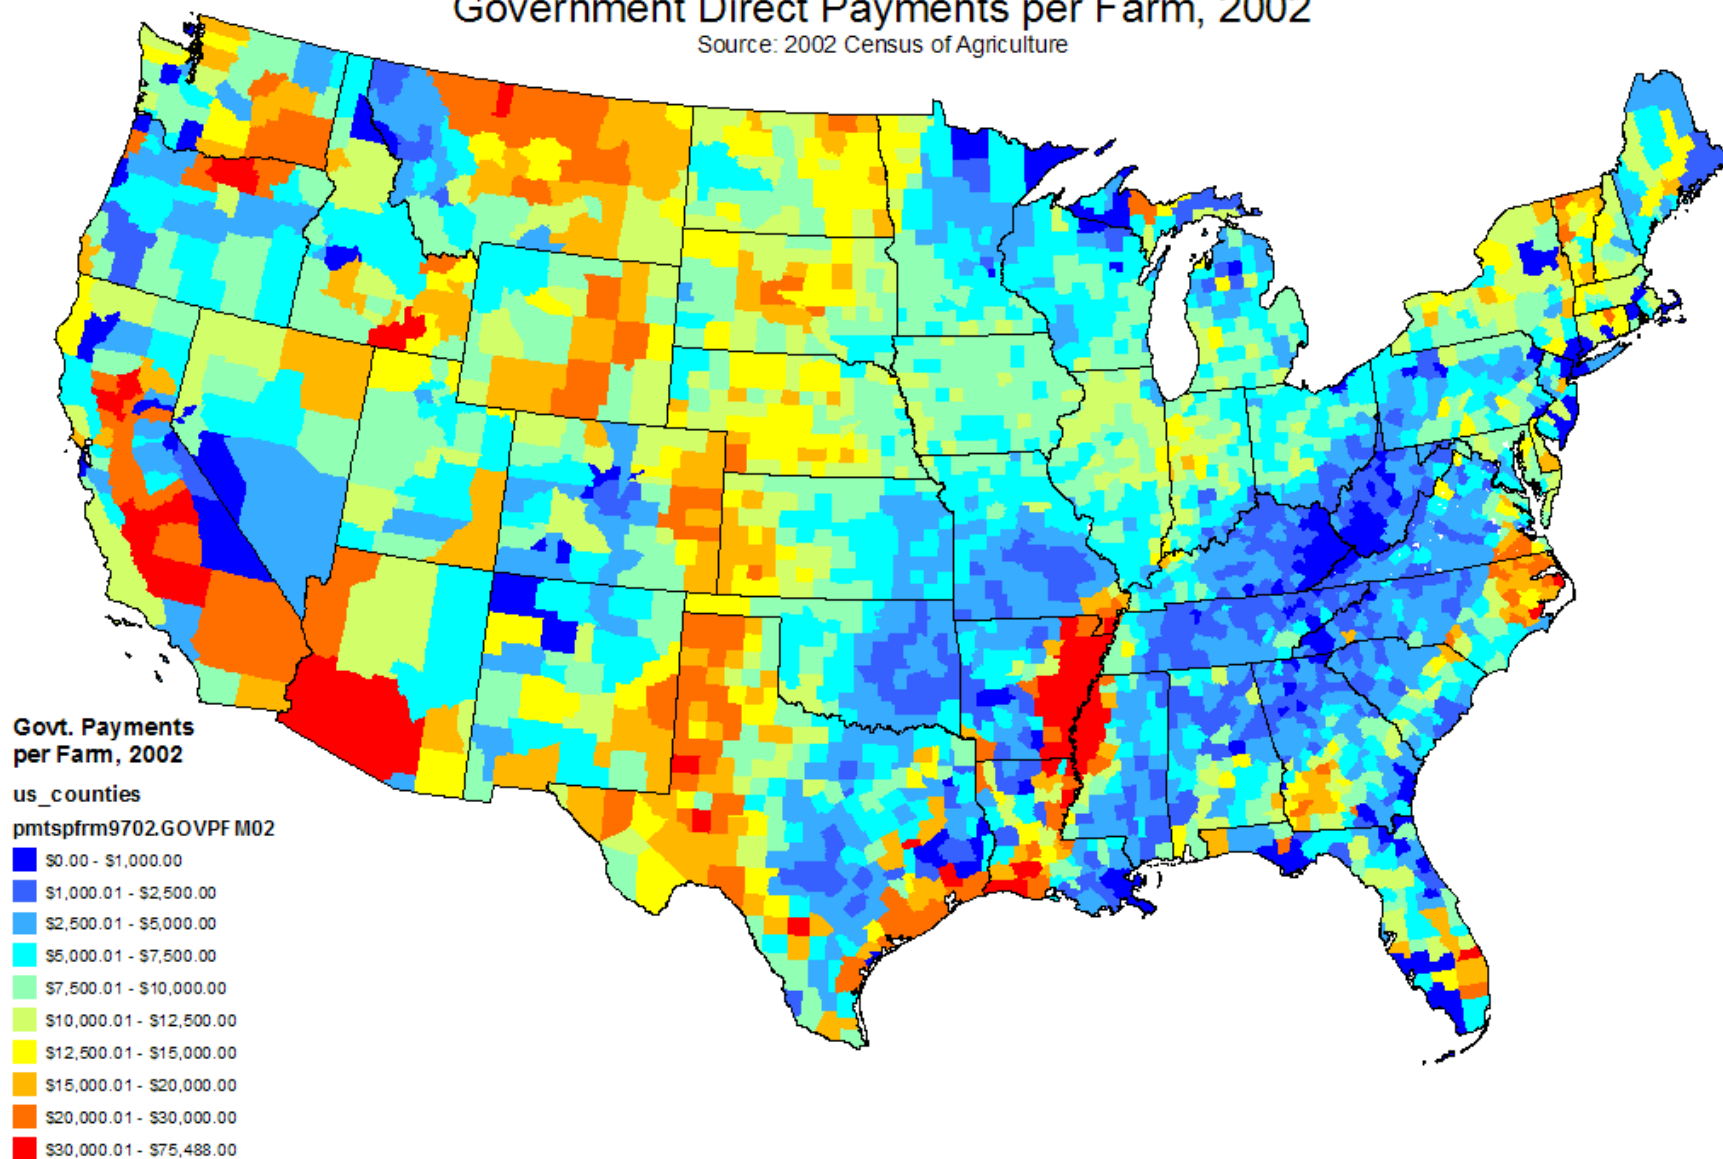 Government Direct Payments per Farm, 2002
Source: 2002 Census of Agriculture
Govt. Payments
per Farm, 2002
us_counties
pmtspfrm9702.GOVPFM02
$0.00 - $1,000.00
$1,000.01 - $2,500.00
$2,500.01 - $5,000.00
$5,000.01 - $7,500.00
$7,500.01 - $10,000.00
$10,000.01 - $12,500.00
$12,500.01 - $15,000.00
$15,000.01 - $20,000.00
$20,000.01 - $30,000.00
$30,000.01 - $75,488.00